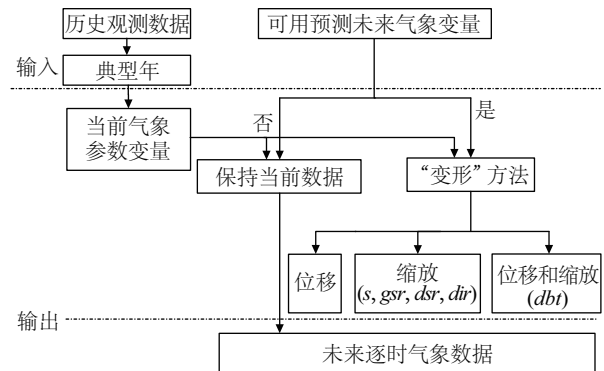 历史观测数据
可用预测未来气象变量
输入
典型年
当前气象
参数变量
否
是
保持当前数据
“变形”方法
位移
缩放
(s, gsr, dsr, dir)
位移和缩放
(dbt)
输出
未来逐时气象数据